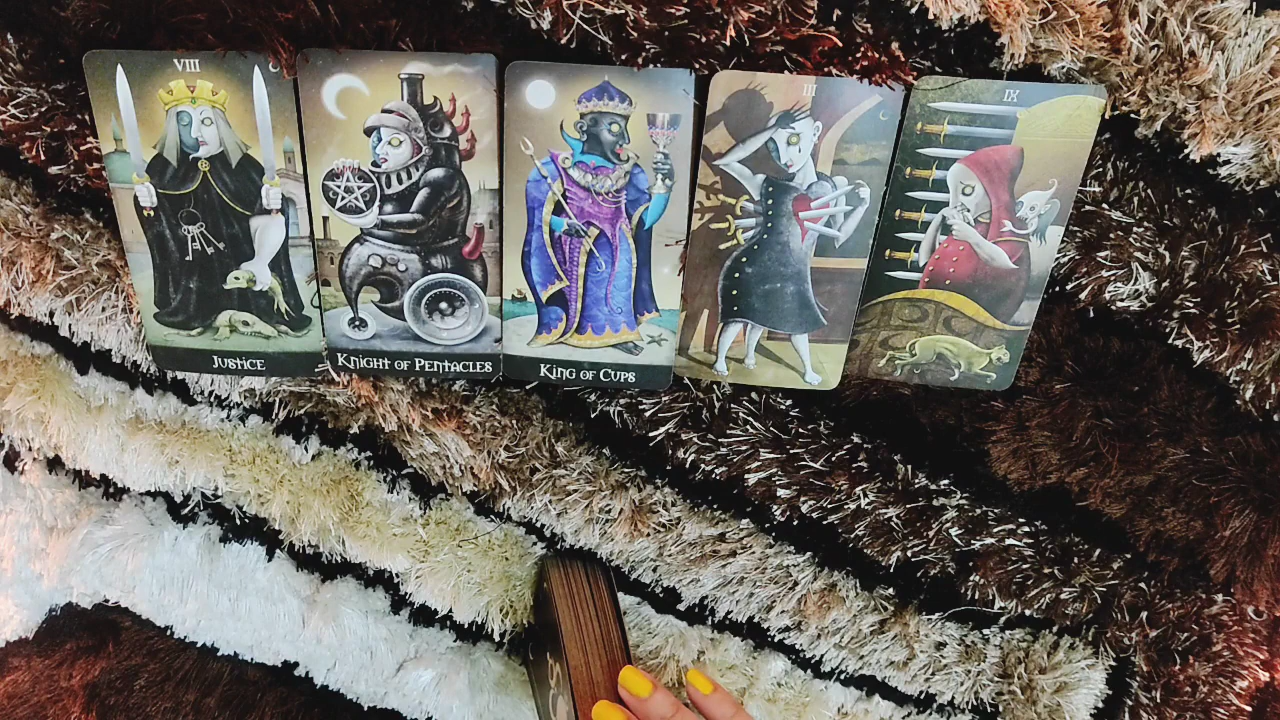 VIII
JUSTICE
KNIGHT OF PENTACLES
KING OF CUPS
III
IX